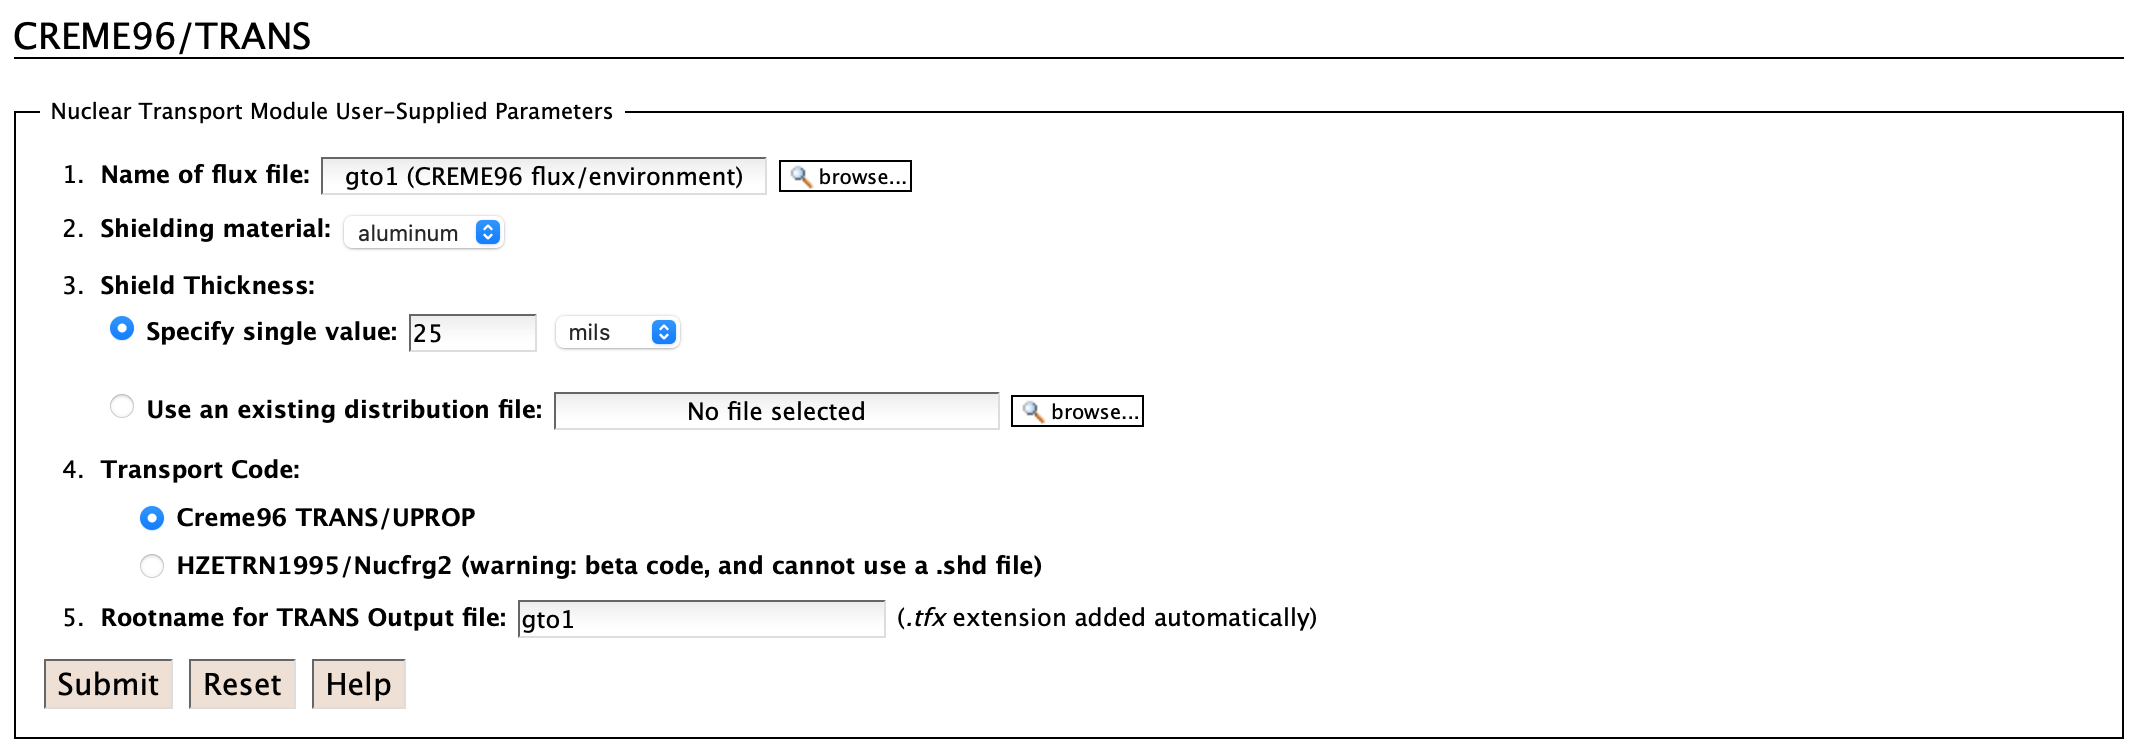 CREME96/TRANS
Nuclear Transport Module User-Supplied Parameters
1. Name of flux file: gto1 (CREME96 flux/environment) browse...
2. Shielding material: aluminum
3. Shield Thickness:
Specify single value: 25 mils
Use an existing distribution file: No file selected browse...
4. Transport Code:
Creme96 TRANS/UPROP
HZETRN1995/Nucfrg2 (warning: beta code, and cannot use a .shd file)
5. Rootname for TRANS Output file: gto1 (.tfx extension added automatically)
Submit Reset Help